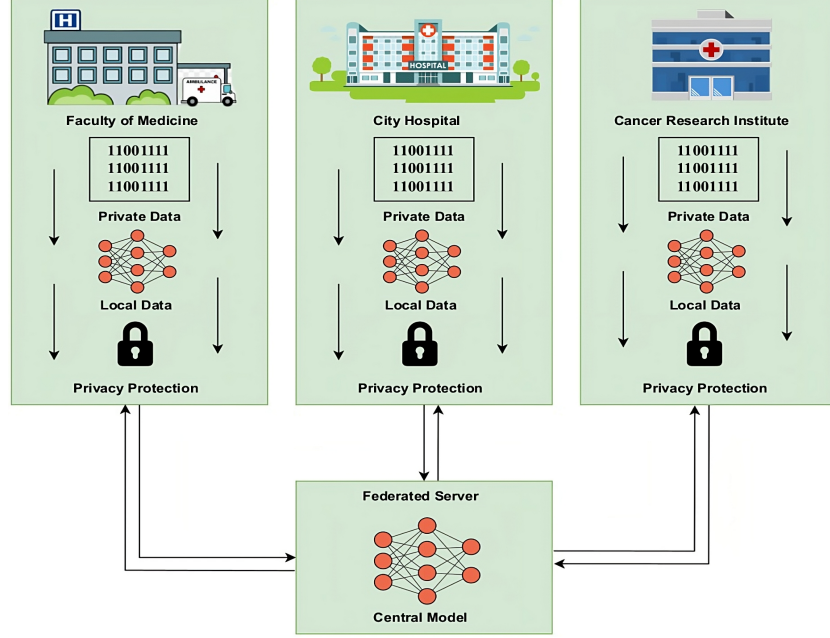 H
AMBULANCE
Faculty of Medicine
11001111
11001111
11001111
Private Data
Local Data
Privacy Protection
HOSPITAL
City Hospital
11001111
11001111
11001111
Private Data
Local Data
Privacy Protection
Cancer Research Institute
11001111
11001111
11001111
Private Data
Local Data
Privacy Protection
Federated Server
Central Model